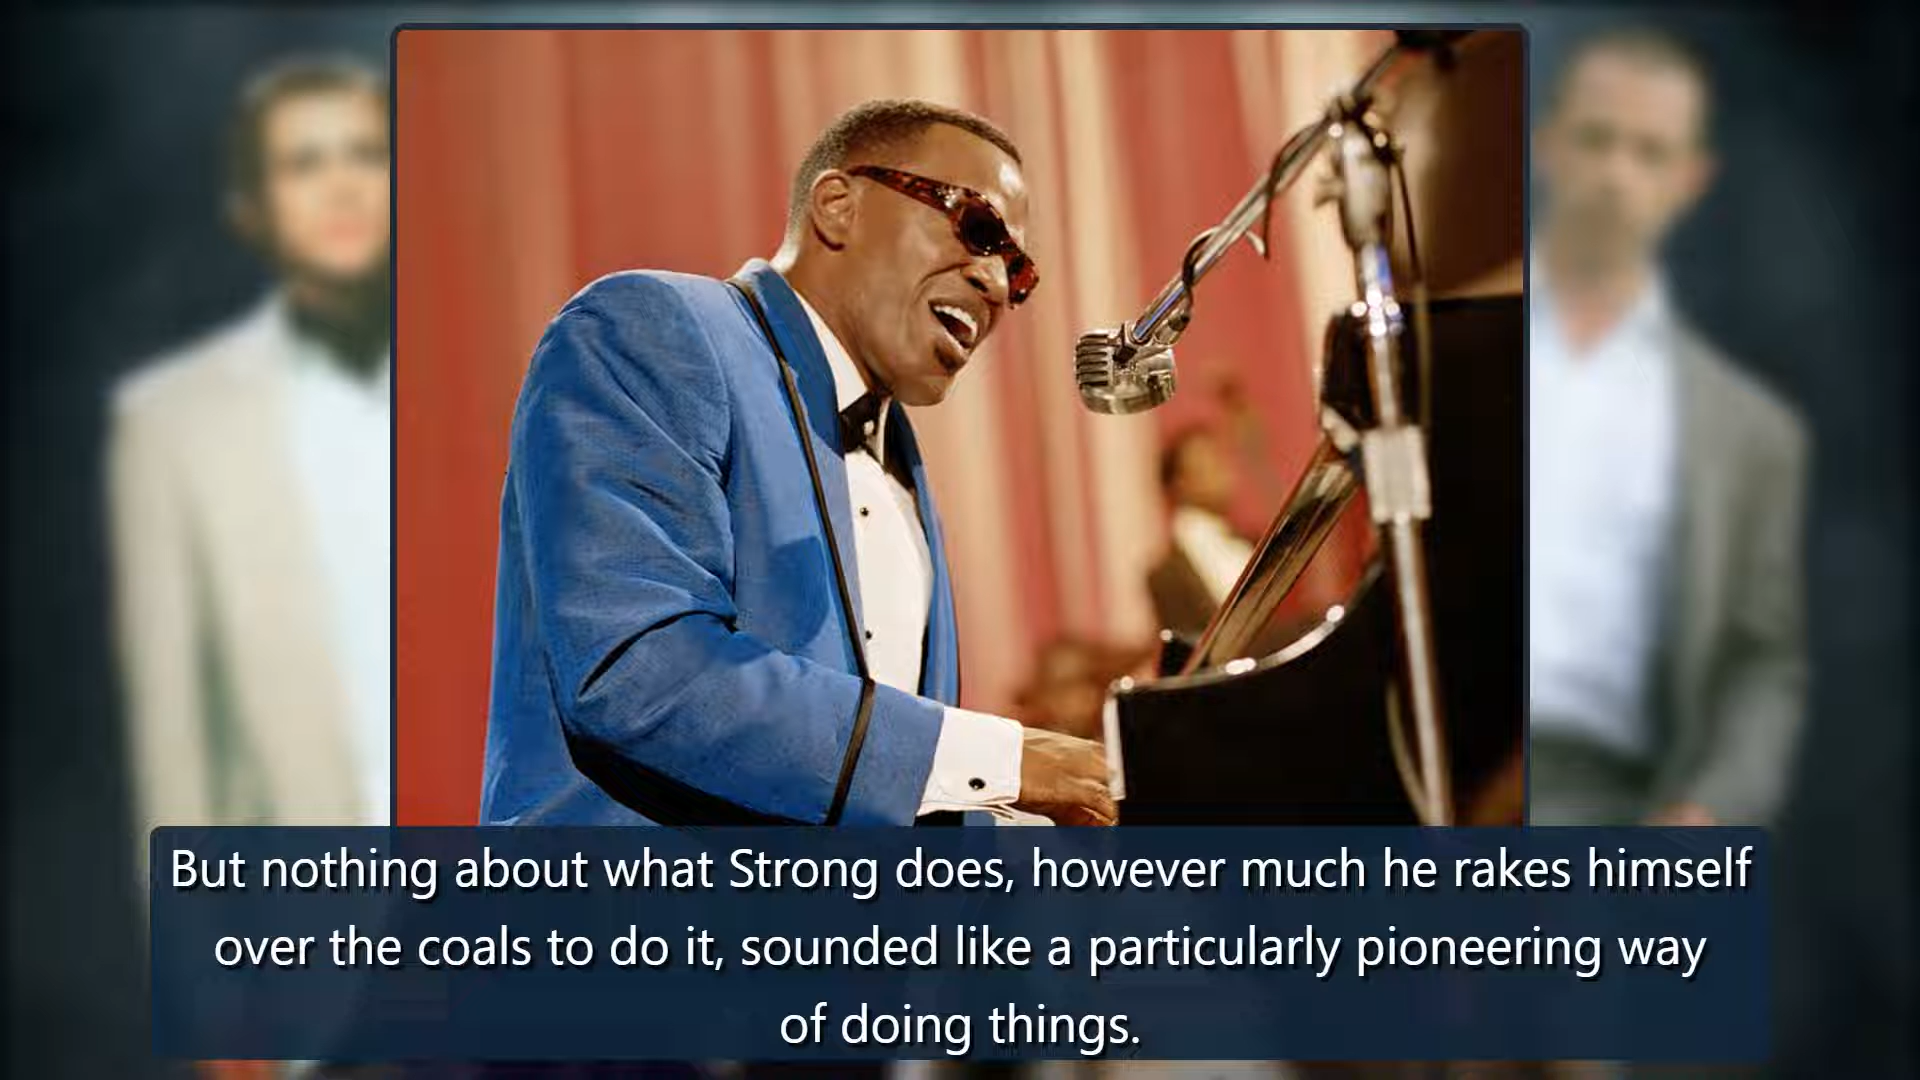 But nothing about what Strong does, however much he rakes himself
over the coals to do it, sounded like a particularly pioneering way
of doing things.